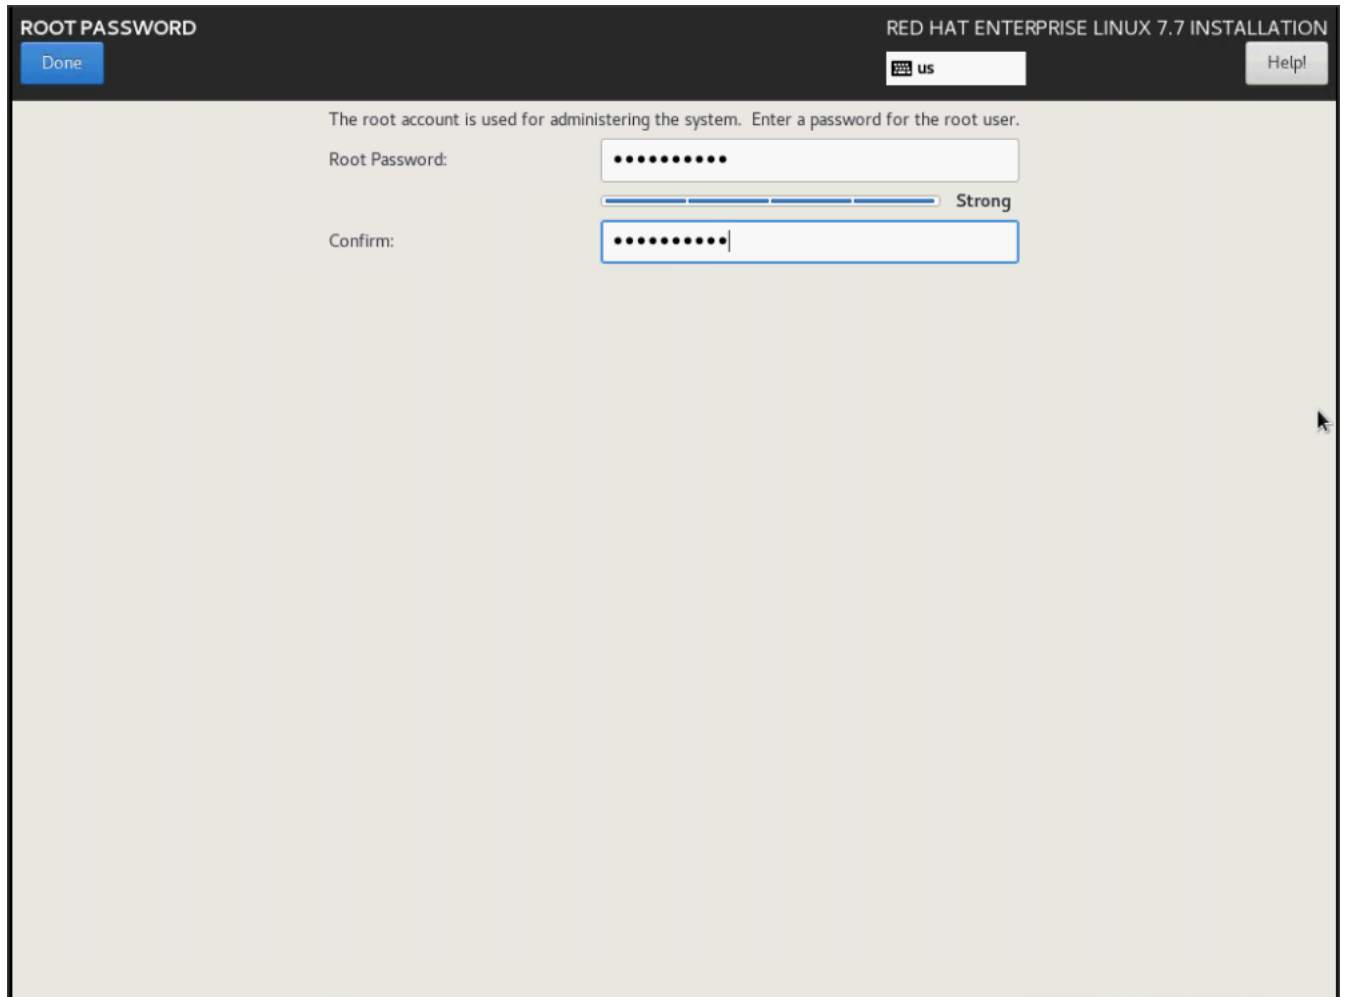 ROOT PASSWORD
RED HAT ENTERPRISE LINUX 7.7 INSTALLATION
Done
us
Help!
The root account is used for administering the system.  Enter a password for the root user.
Root Password:
••••••••••
Strong
Confirm:
••••••••••